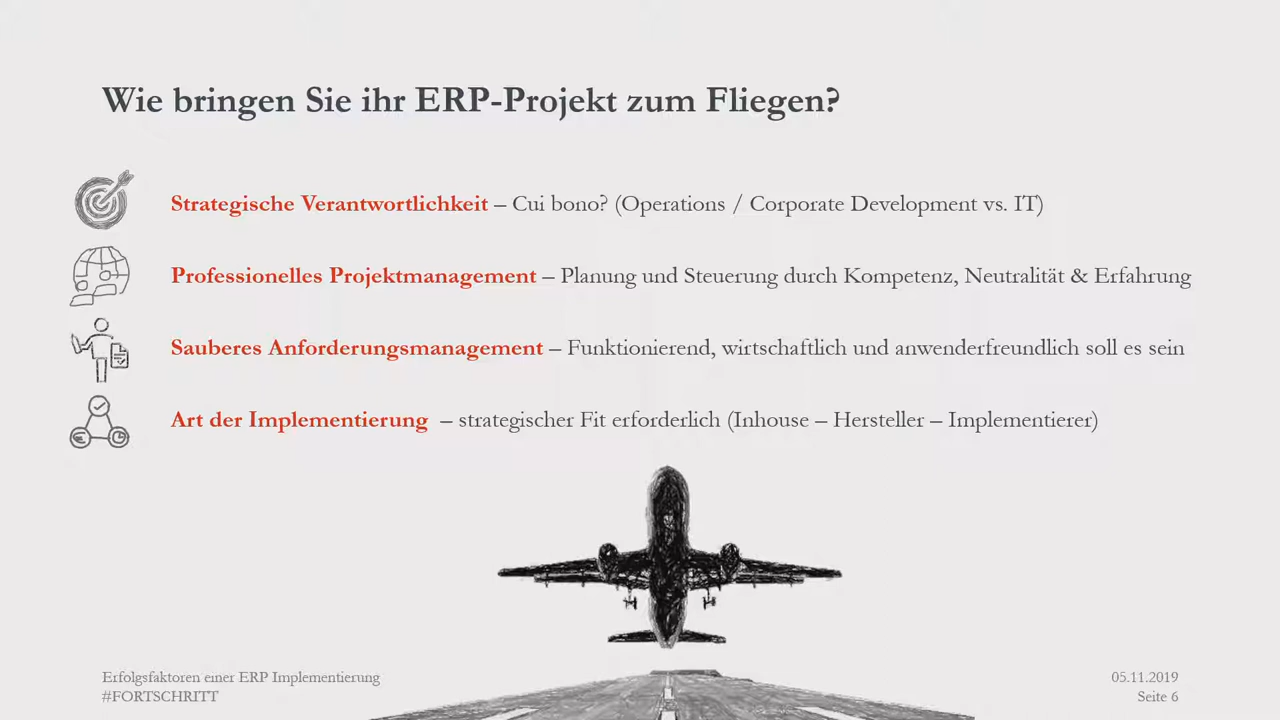 Wie bringen Sie ihr ERP-Projekt zum Fliegen?
Strategische Verantwortlichkeit – Cui bono? (Operations / Corporate Development vs. IT)
Professionelles Projektmanagement – Planung und Steuerung durch Kompetenz, Neutralität & Erfahrung
Sauberes Anforderungsmanagement – Funktionierend, wirtschaftlich und anwenderfreundlich soll es sein
Art der Implementierung – strategischer Fit erforderlich (Inhouse – Hersteller – Implementierer)
Erfolgsfaktoren einer ERP Implementierung
#FORTSCHRITT
05.11.2019
Seite 6